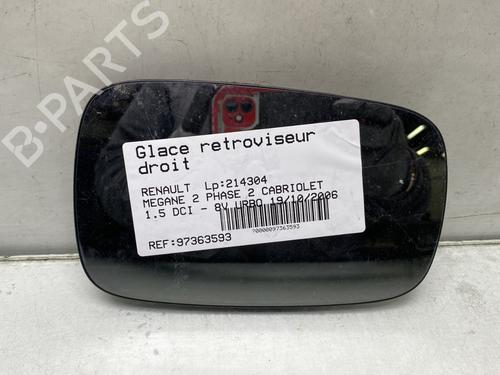 B-PARTS
Glace retroviseur
droit
RENAULT Lp:214304
MEGANE 2 PHASE 2 CABRIOLET
1.5 DCI - 8V URBO 19/10/2006
REF:97363593
?0000097363593